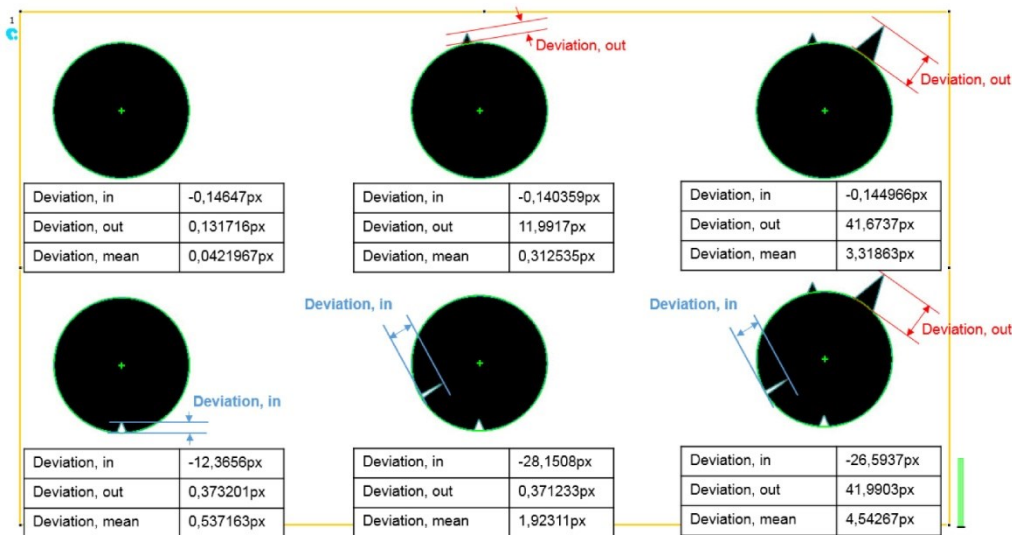 1
C
Deviation, out
Deviation, out
Deviation, in -0,14647px
Deviation, out 0,131716px
Deviation, mean 0,0421967px
Deviation, in -0,140359px
Deviation, out 11,9917px
Deviation, mean 0,312535px
Deviation, in -0,144966px
Deviation, out 41,6737px
Deviation, mean 3,31863px
Deviation, in
Deviation, in
Deviation, in
Deviation, out
Deviation, in -12,3656px
Deviation, out 0,373201px
Deviation, mean 0,537163px
Deviation, in -28,1508px
Deviation, out 0,371233px
Deviation, mean 1,92311px
Deviation, in -26,5937px
Deviation, out 41,9903px
Deviation, mean 4,54267px